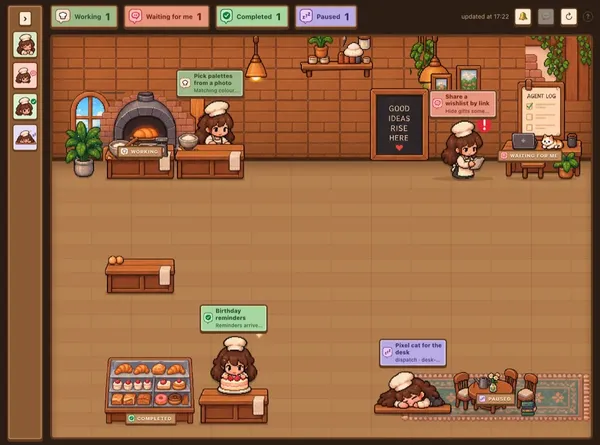 Working 1
Waiting for me 1
Completed 1
Paused 1
updated at 17:22
Pick palettes
from a photo
Matching colour...
WORKING
GOOD
IDEAS
RISE
HERE
Share a
wishlist by link
Hide gifts some...
AGENT LOG
WAITING FOR ME
Birthday
reminders
Reminders arrive...
COMPLETED
Pixel cat for the
desk
dispatch · desk-...
PAUSED